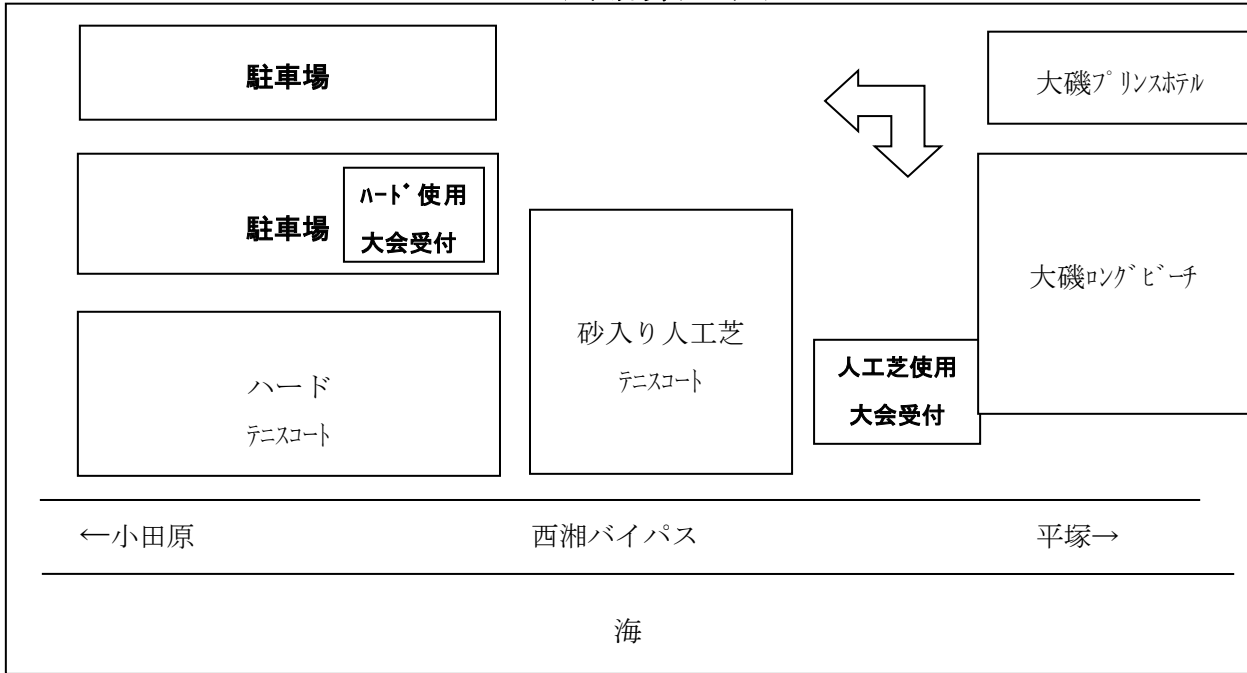 駐車場
大磯ﾌﾟﾘﾝｽﾎﾃﾙ
駐車場
ﾊｰﾄﾞ使用
大会受付
大磯ﾛﾝｸﾞﾋﾞｰﾁ
砂入り人工芝
ﾃﾆｽｺｰﾄ
人工芝使用
大会受付
ハード
ﾃﾆｽｺｰﾄ
←小田原
西湘バイパス
平塚→
海